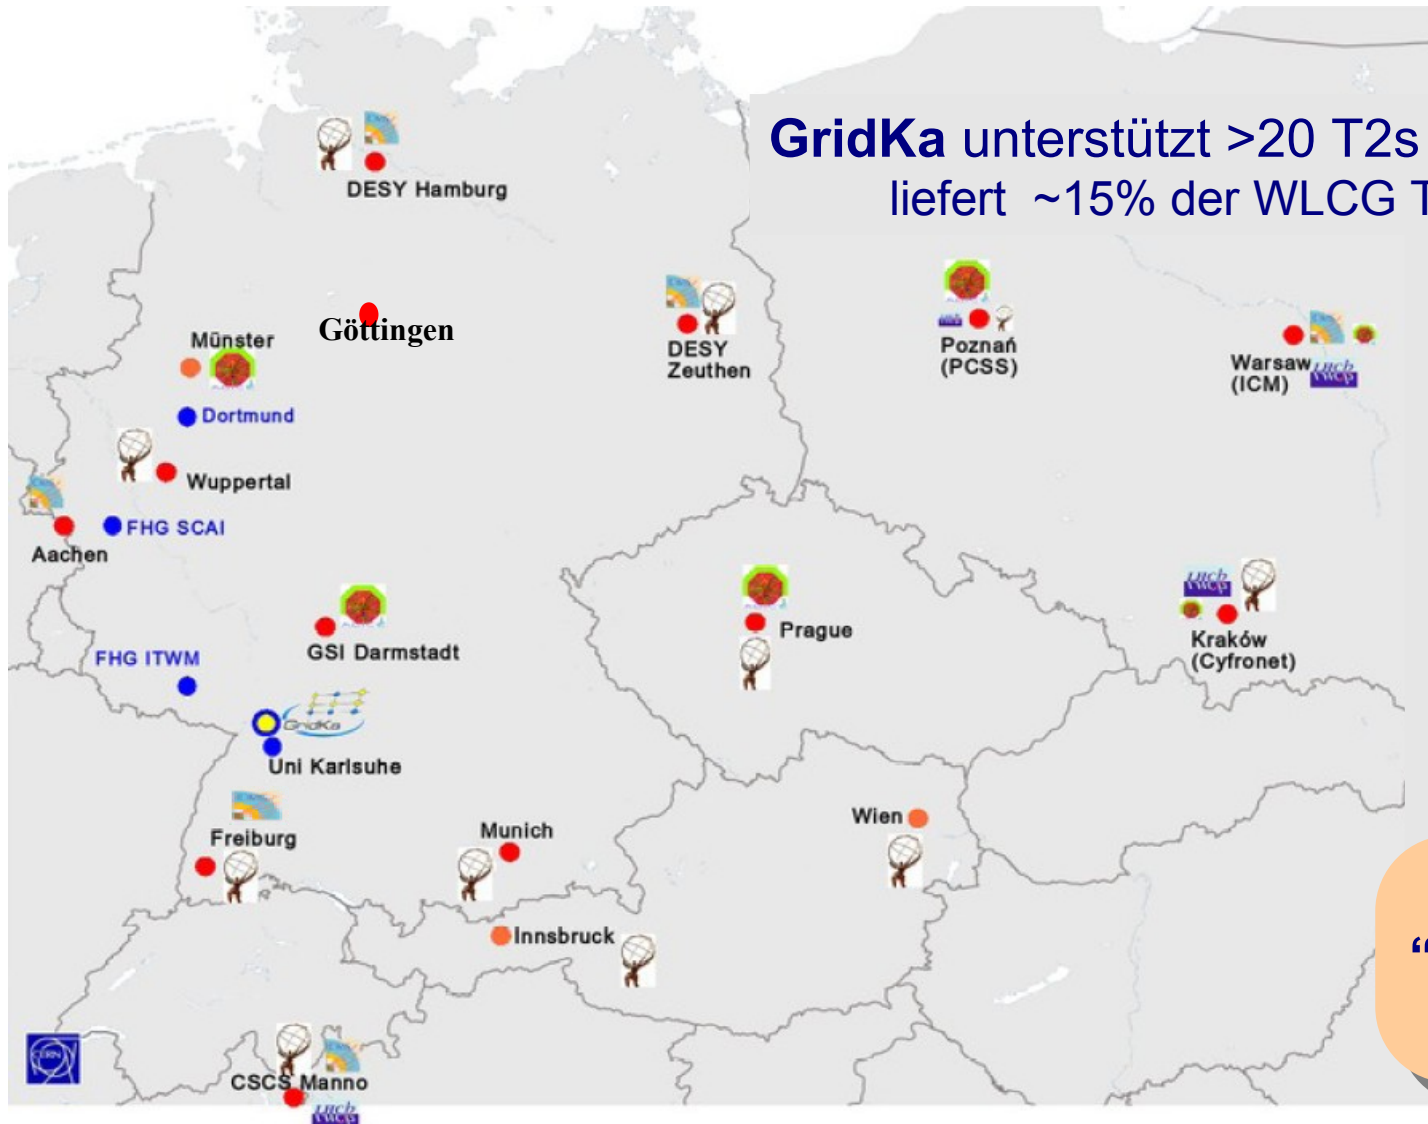 GridKa unterstützt >20 T2s
liefert ~15% der WLCG T
DESY Hamburg
Göttingen
Münster
Dortmund
Wuppertal
FHG SCAI
Aachen
DESY
Zeuthen
Poznań
(PCSS)
Warsaw
(ICM)
GSI Darmstadt
Prague
Kraków
(Cyfronet)
FHG ITWM
GridKa
Uni Karlsuhe
Freiburg
Munich
Wien
Innsbruck
“
CERN
CSCS Manno